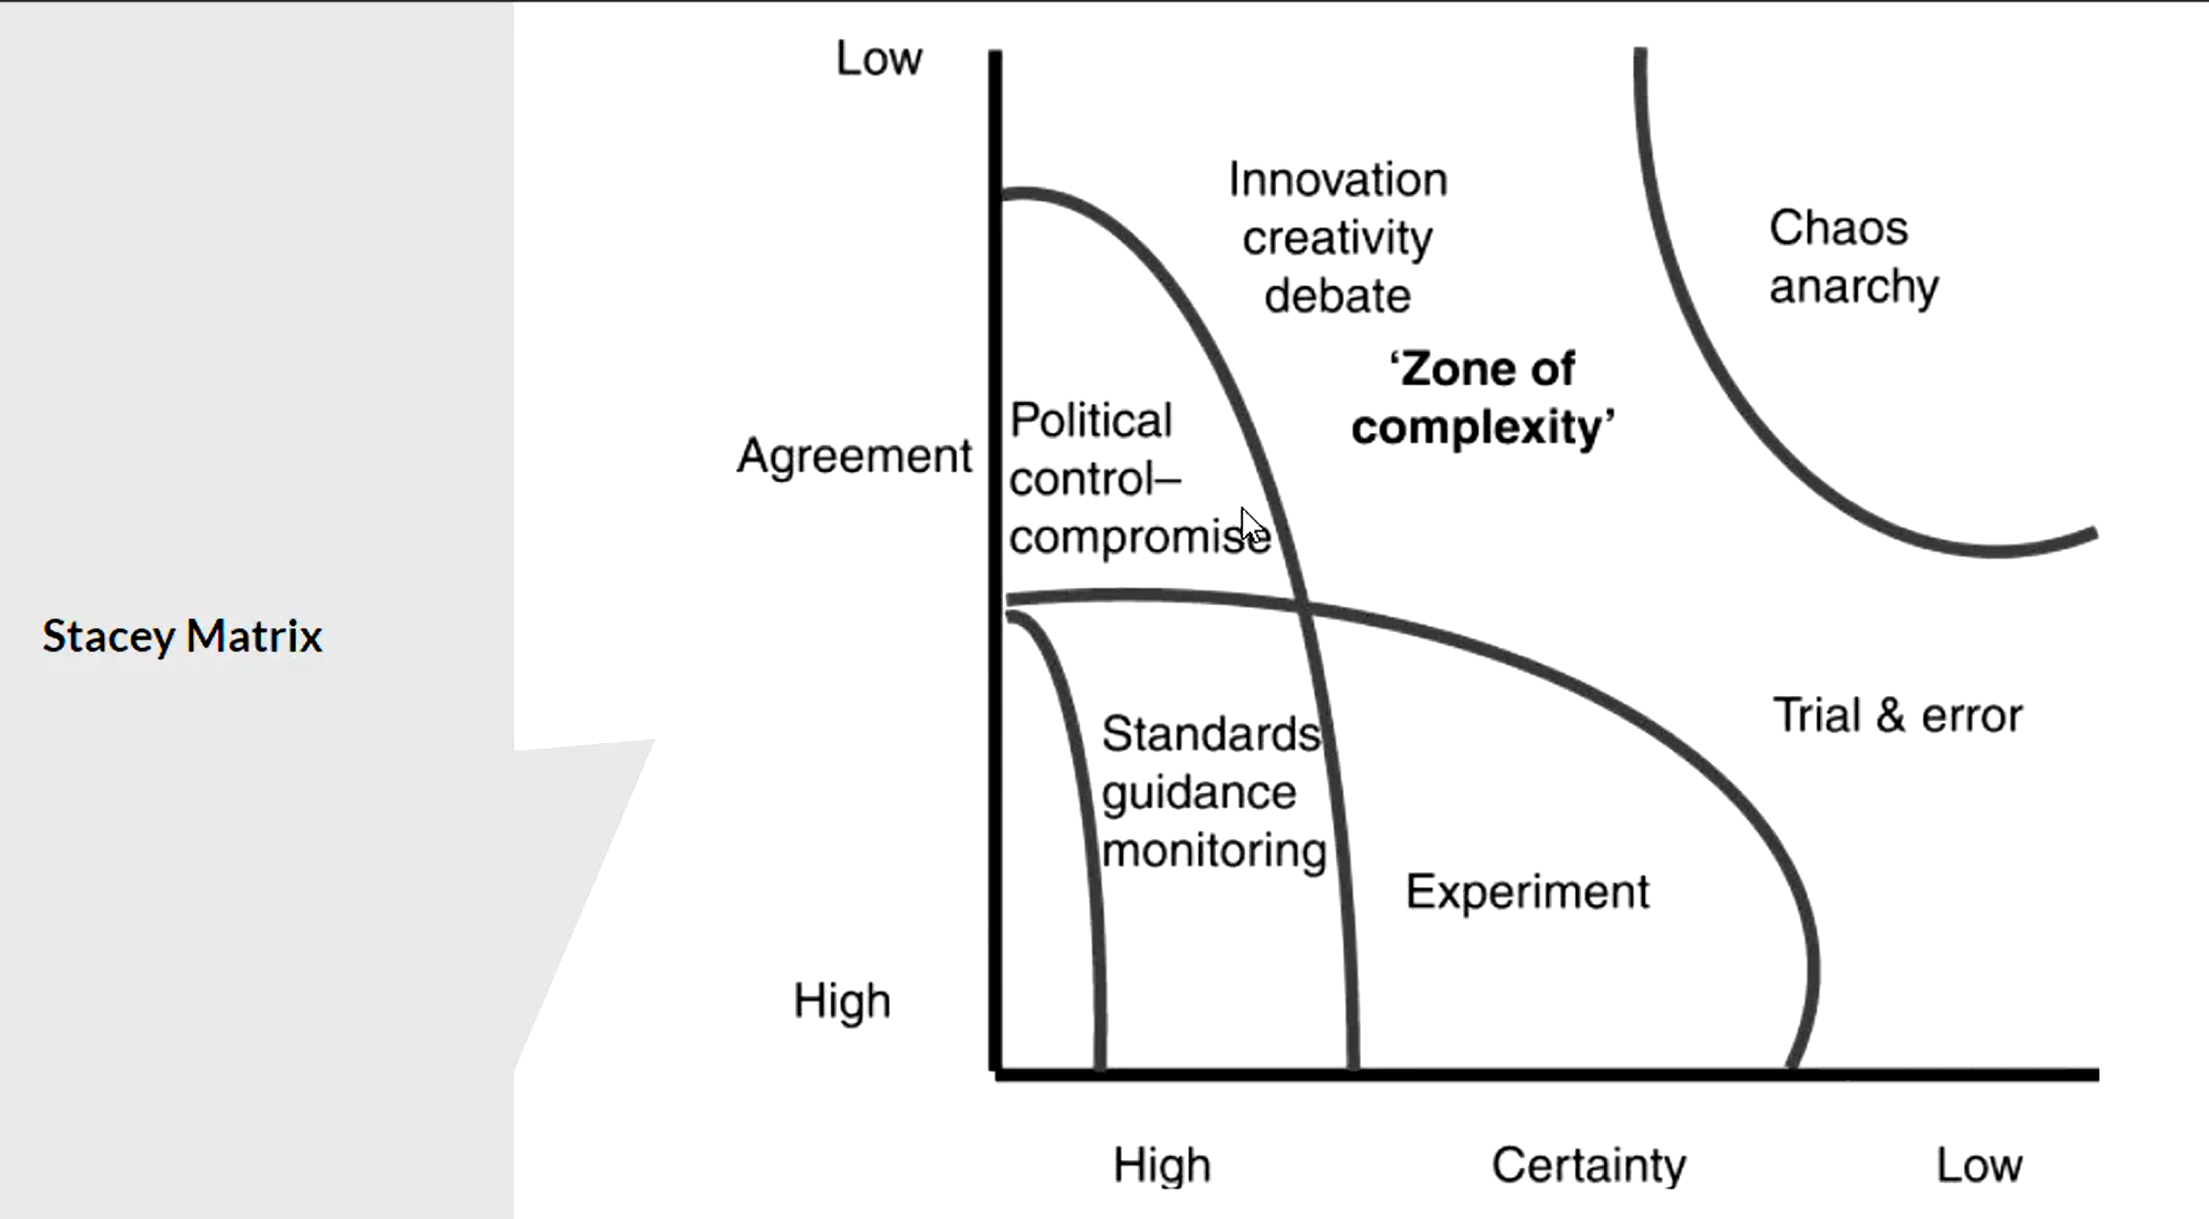 Stacey Matrix
Low
Innovation
creativity
debate
Chaos
anarchy
‘Zone of
complexity’
Political
control–
compromise
Agreement
Standards
guidance
monitoring
Trial & error
Experiment
High
High
Certainty
Low